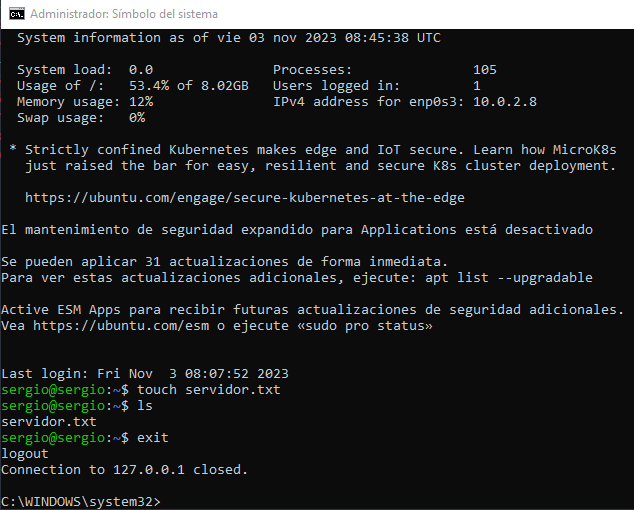 Administrador: Símbolo del sistema
System information as of vie 03 nov 2023 08:45:38 UTC
System load:  0.0                Processes:               105
Usage of /:   53.4% of 8.02GB   Users logged in:         1
Memory usage: 12%               IPv4 address for enp0s3: 10.0.2.8
Swap usage:   0%
* Strictly confined Kubernetes makes edge and IoT secure. Learn how MicroK8s
just raised the bar for easy, resilient and secure K8s cluster deployment.
https://ubuntu.com/engage/secure-kubernetes-at-the-edge
El mantenimiento de seguridad expandido para Applications está desactivado
Se pueden aplicar 31 actualizaciones de forma inmediata.
Para ver estas actualizaciones adicionales, ejecute: apt list --upgradable
Active ESM Apps para recibir futuras actualizaciones de seguridad adicionales.
Vea https://ubuntu.com/esm o ejecute «sudo pro status»
Last login: Fri Nov  3 08:07:52 2023
sergio@sergio:~$ touch servidor.txt
sergio@sergio:~$ ls
servidor.txt
sergio@sergio:~$ exit
logout
Connection to 127.0.0.1 closed.
C:\WINDOWS\system32>